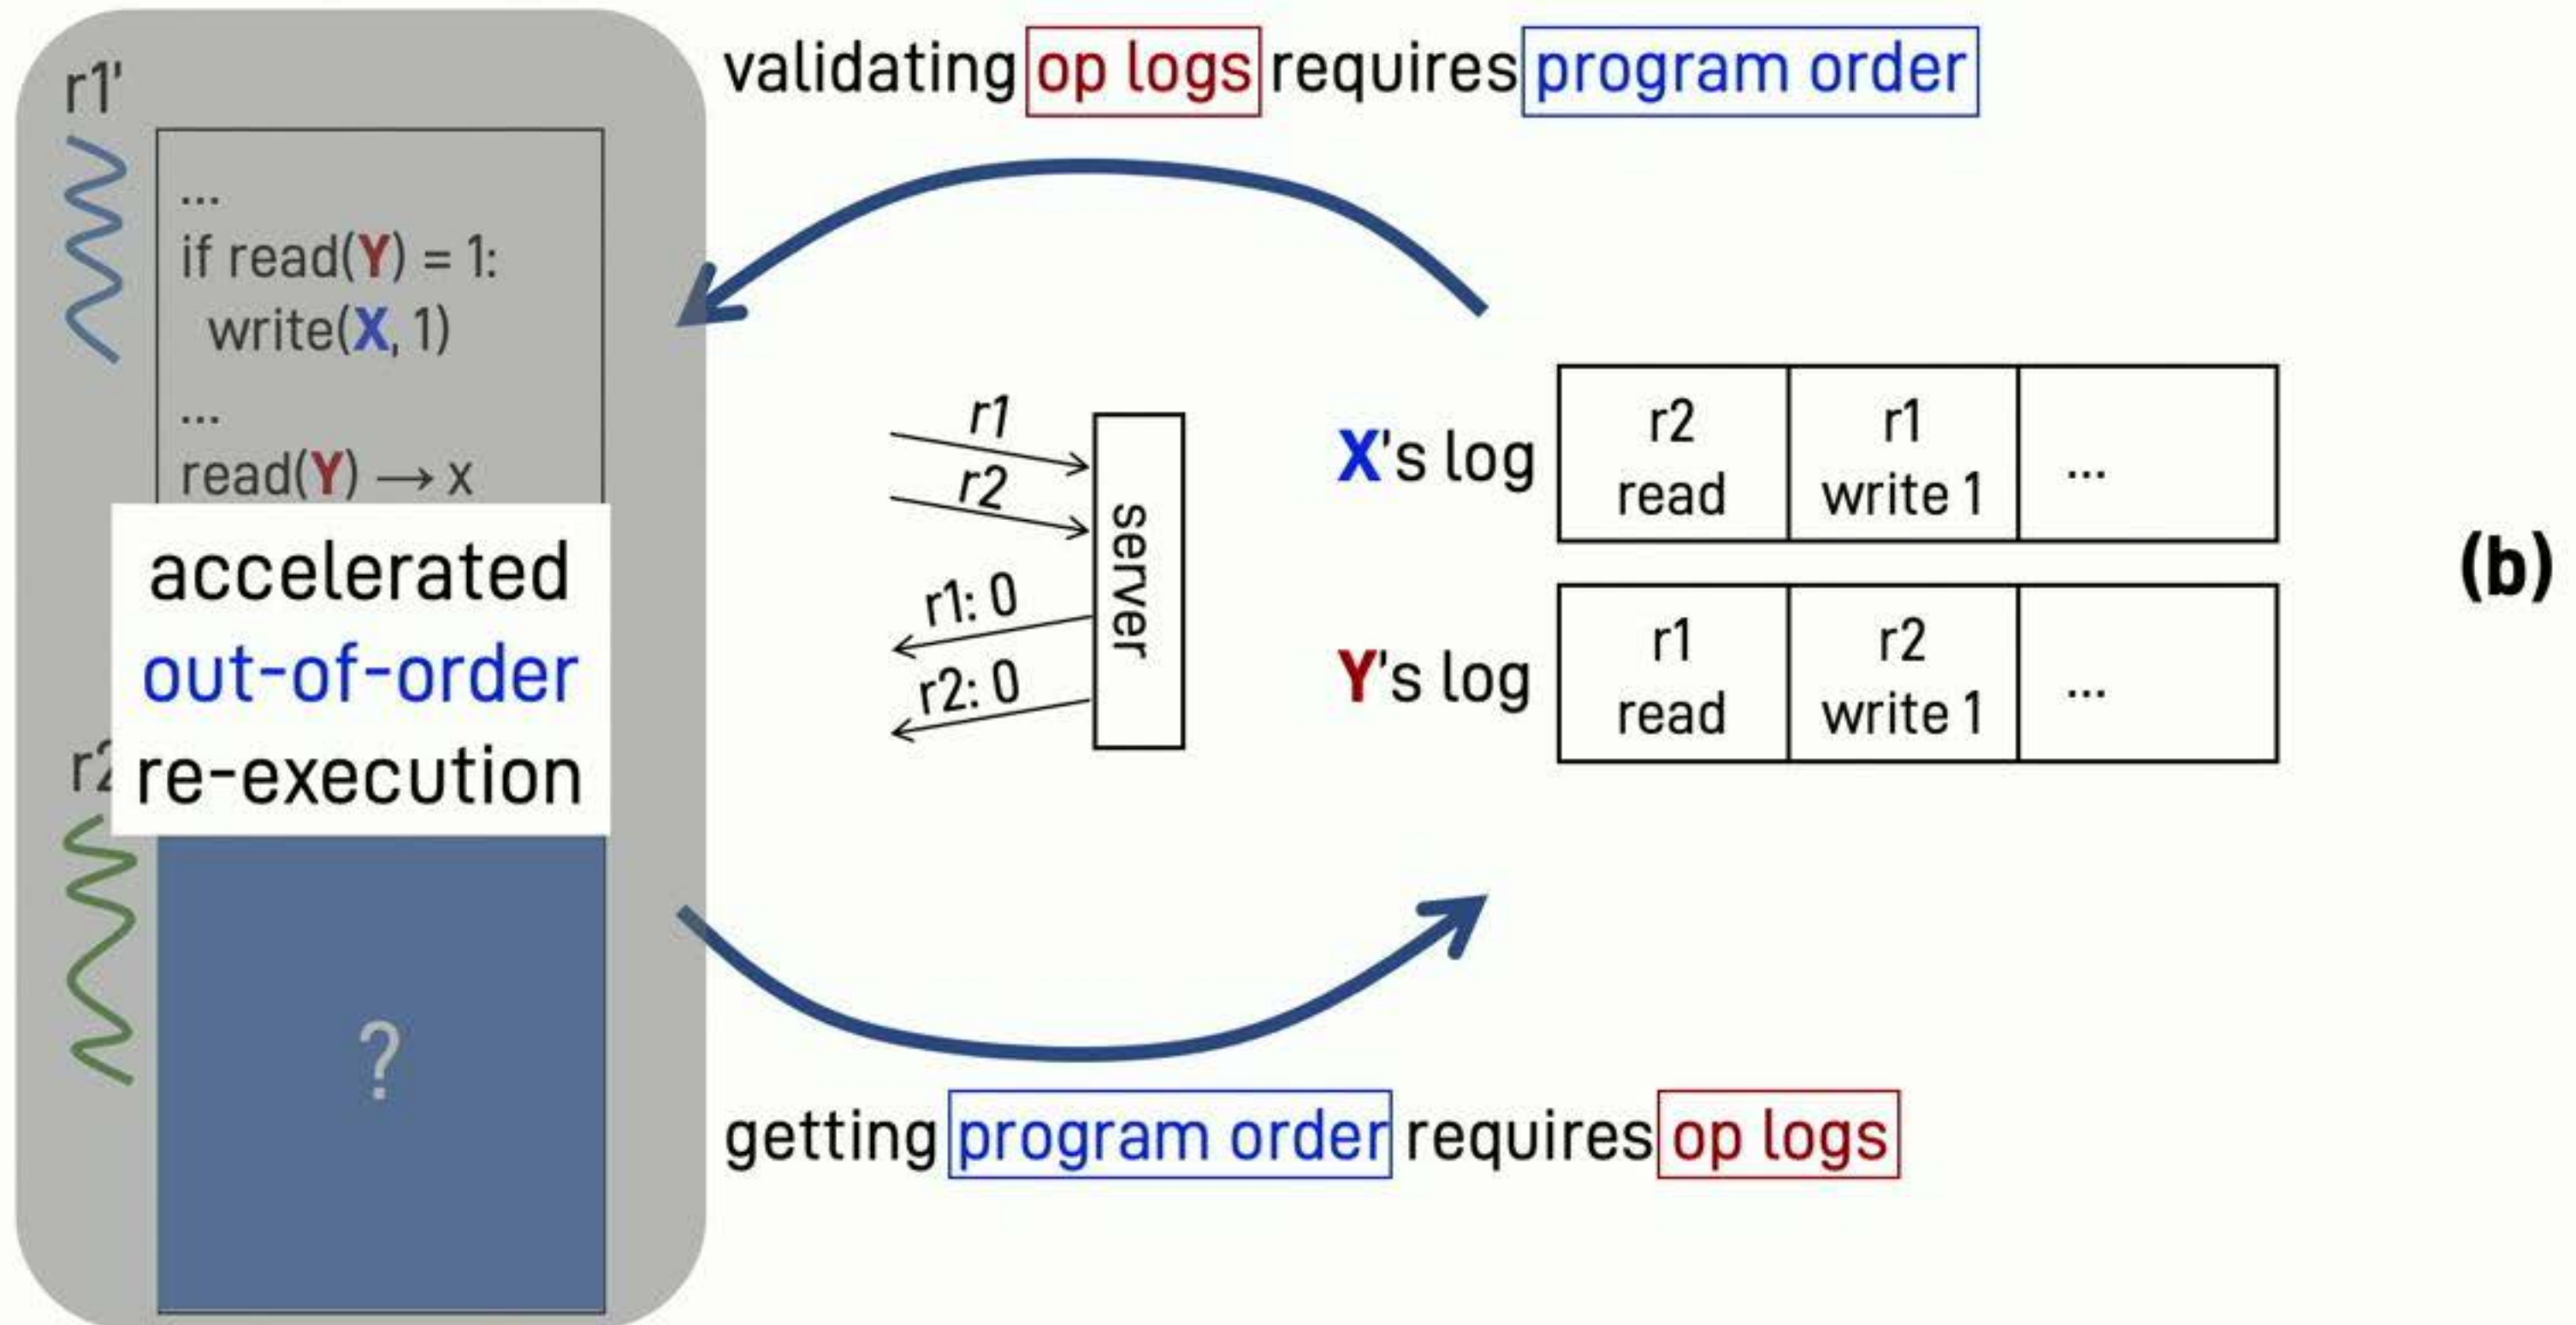 validating op logs requires program order
r1'
...
if read(Y) = 1:
write(X, 1)
...
read(Y) → x
accelerated
out-of-order
re-execution
r2
?
r1
r2
r1: 0
r2: 0
server
X's log
r2
read
r1
write 1
...
Y's log
r1
read
r2
write 1
...
(b)
getting program order requires op logs